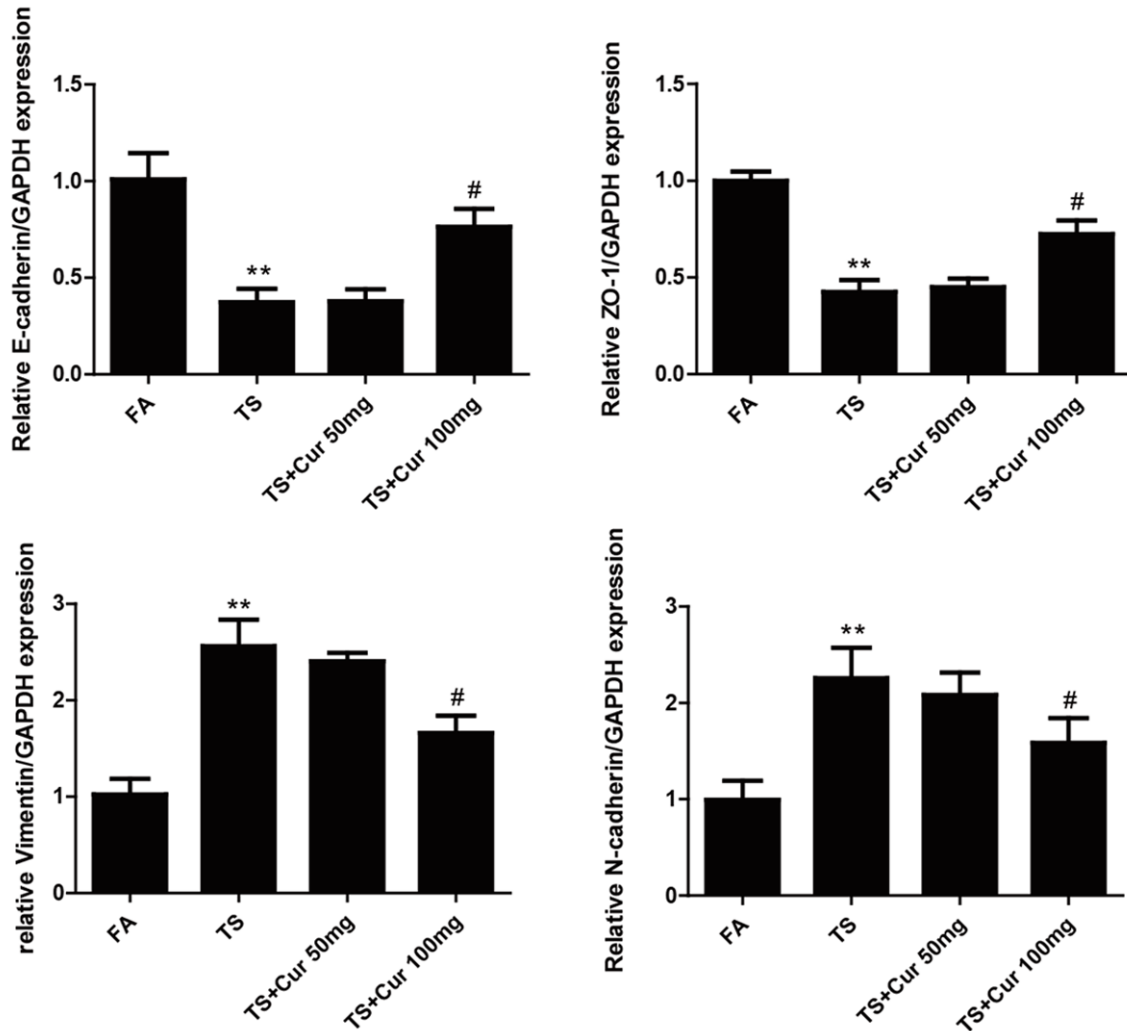 Relative E-cadherin/GAPDH expression
1.5
1.0
0.5
0.0
**
#
FA
TS
TS+Cur 50mg
TS+Cur 100mg
Relative ZO-1/GAPDH expression
1.5
1.0
0.5
0.0
**
#
FA
TS
TS+Cur 50mg
TS+Cur 100mg
relative Vimentin/GAPDH expression
3
2
1
0
**
#
FA
TS
TS+Cur 50mg
TS+Cur 100mg
Relative N-cadherin/GAPDH expression
3
2
1
0
**
#
FA
TS
TS+Cur 50mg
TS+Cur 100mg